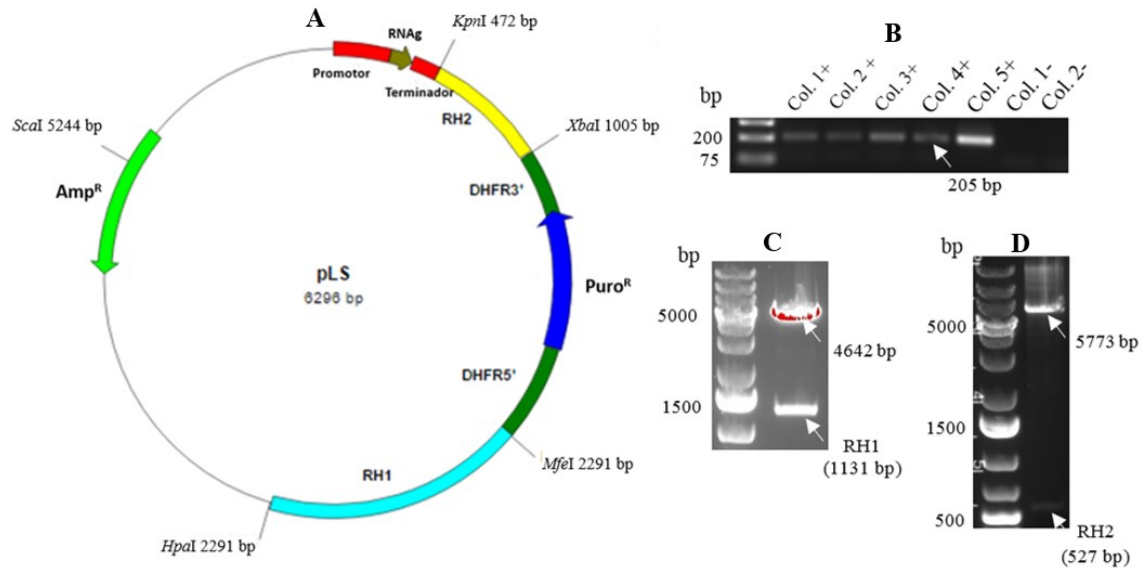 A
RNAg
KpnI 472 bp
Promotor
Terminador
RH2
ScaI 5244 bp
XbaI 1005 bp
DHFR3'
Amp^R
pLS
6296 bp
Puro^R
DHFR5'
MfeI 2291 bp
RH1
HpaI 2291 bp
B
bp
Col. 1+
Col. 2 +
Col. 3+
Col. 4+
Col. 5+
Col. 1-
Col. 2-
200
75
205 bp
C
bp
5000
4642 bp
1500
RH1
(1131 bp)
D
bp
5000
5773 bp
1500
500
RH2
(527 bp)